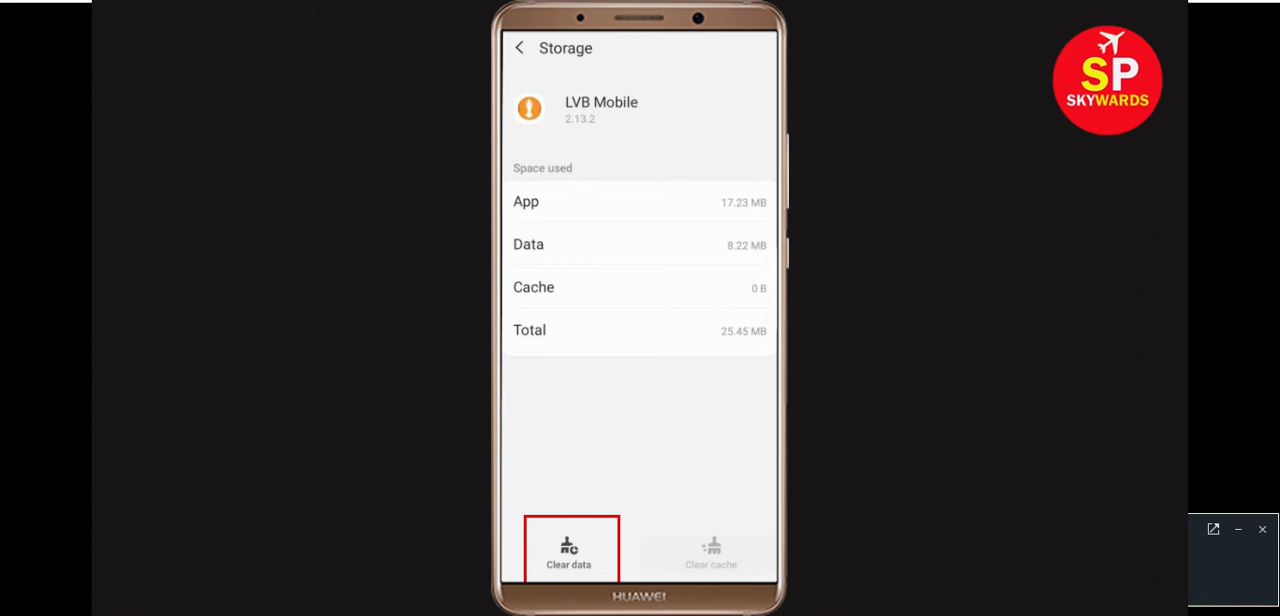 Storage
LVB Mobile
2.13.2
Space used
App 17.23 MB
Data 8.22 MB
Cache 0 B
Total 25.45 MB
Clear data Clear cache
HUAWEI
SP
SKYWARDS